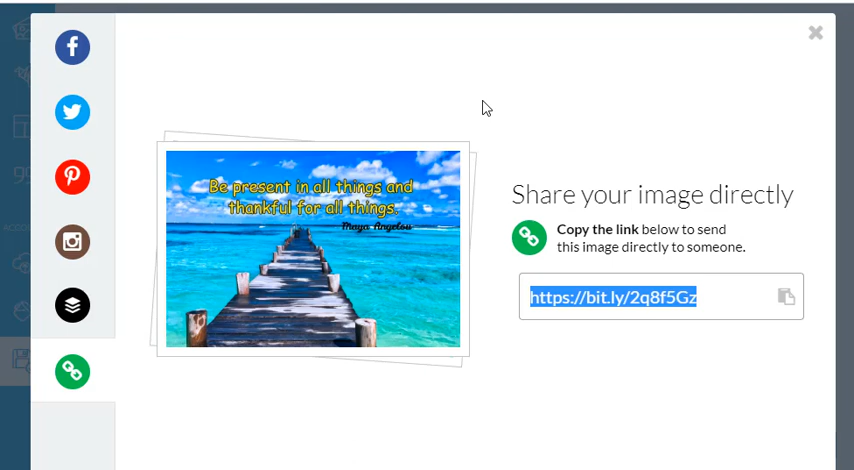 Be present in all things and
thankful for all things.
Maya Angelou
Share your image directly
Copy the link below to send
this image directly to someone.
https://bit.ly/2q8f5Gz